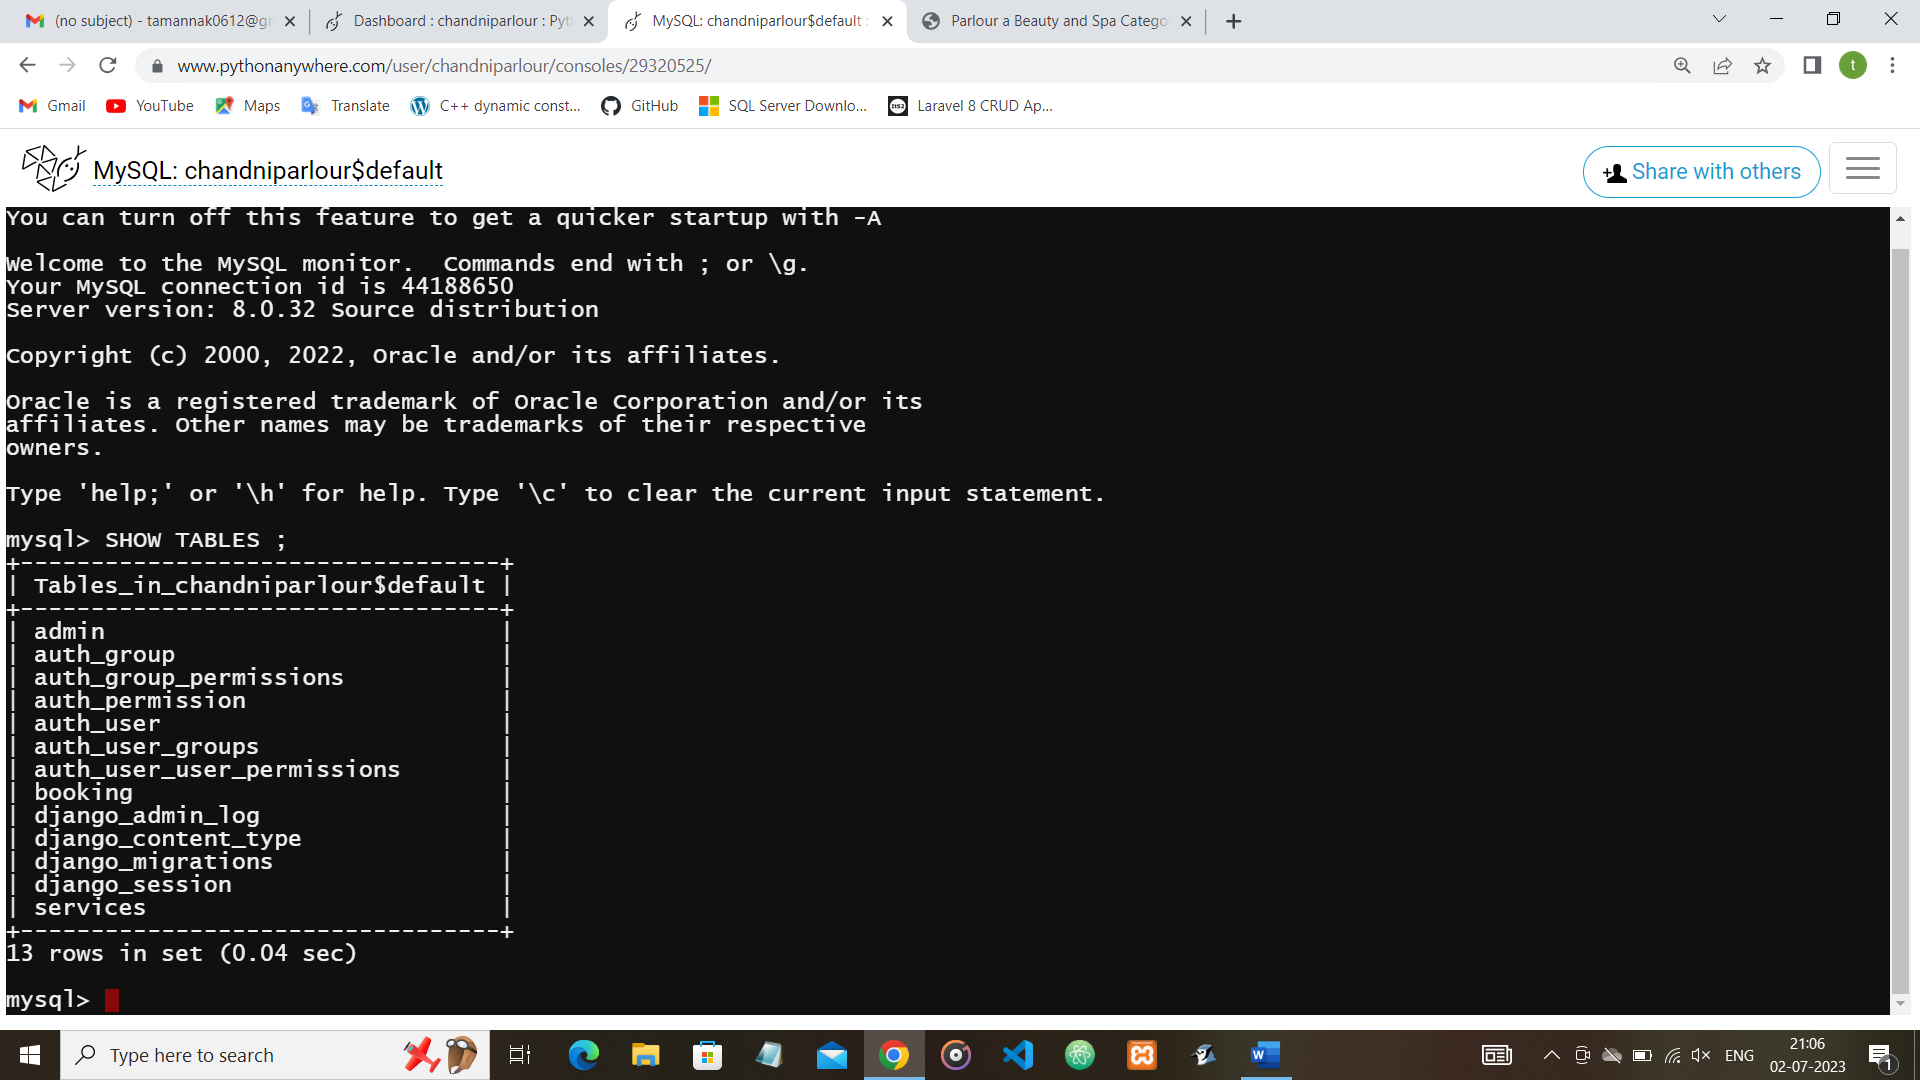 (no subject) - tamannak0612@gm
Dashboard : chandniparlour : Pyt
MySQL: chandniparlour$default :
Parlour a Beauty and Spa Catego
www.pythonanywhere.com/user/chandniparlour/consoles/29320525/
t
Gmail
YouTube
Maps
Translate
C++ dynamic const...
GitHub
SQL Server Downlo...
Laravel 8 CRUD Ap...
MySQL: chandniparlour$default
Share with others
You can turn off this feature to get a quicker startup with -A
Welcome to the MySQL monitor.  Commands end with ; or \g.
Your MySQL connection id is 44188650
Server version: 8.0.32 Source distribution
Copyright (c) 2000, 2022, Oracle and/or its affiliates.
Oracle is a registered trademark of Oracle Corporation and/or its
affiliates. Other names may be trademarks of their respective
owners.
Type 'help;' or '\h' for help. Type '\c' to clear the current input statement.
mysql> SHOW TABLES ;
+----------------------------------+
| Tables_in_chandniparlour$default |
+----------------------------------+
| admin                            |
| auth_group                       |
| auth_group_permissions           |
| auth_permission                  |
| auth_user                        |
| auth_user_groups                 |
| auth_user_user_permissions       |
| booking                          |
| django_admin_log                 |
| django_content_type              |
| django_migrations                |
| django_session                   |
| services                         |
+----------------------------------+
13 rows in set (0.04 sec)
mysql>
Type here to search
ENG
21:06
02-07-2023
1